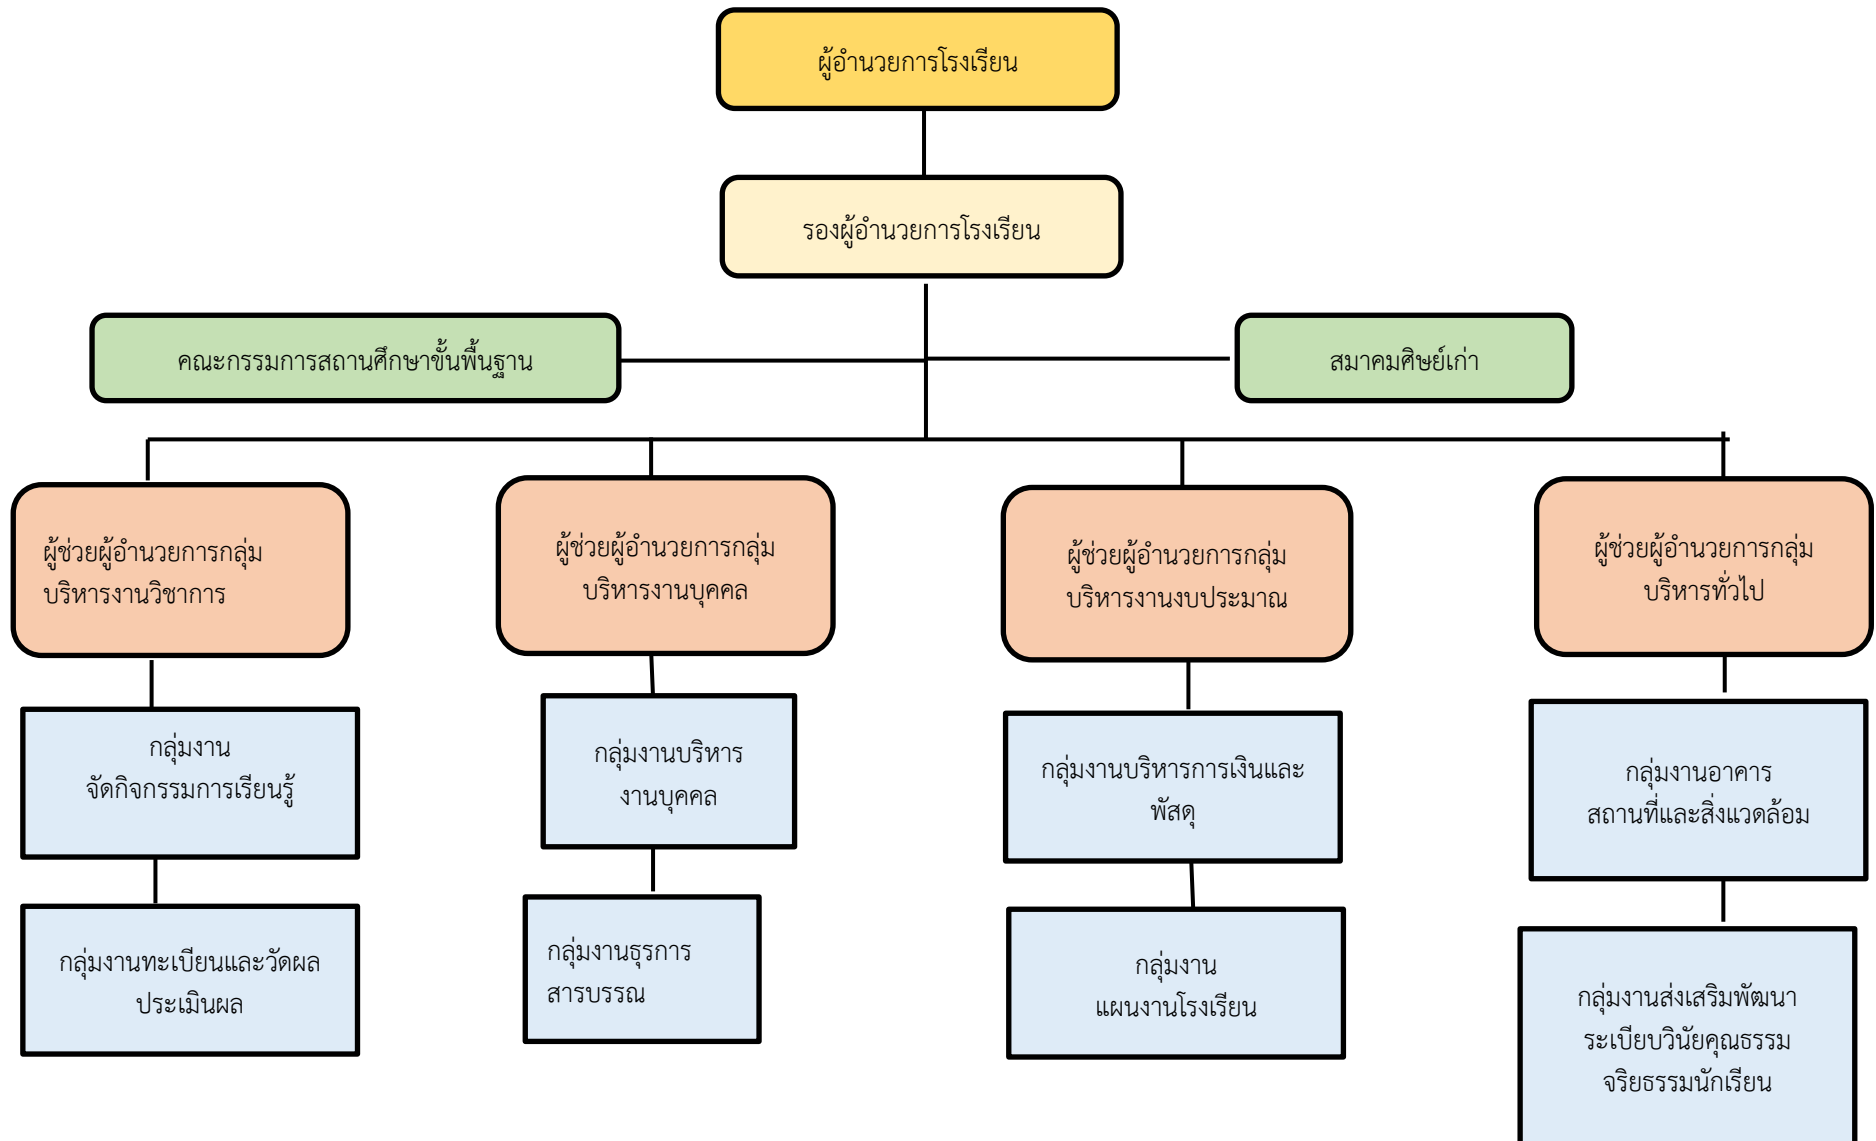 ผู้อำนวยการโรงเรียน
รองผู้อำนวยการโรงเรียน
คณะกรรมการสถานศึกษาขั้นพื้นฐาน
สมาคมศิษย์เก่า
ผู้ช่วยผู้อำนวยการกลุ่ม
บริหารงานวิชาการ
ผู้ช่วยผู้อำนวยการกลุ่ม
บริหารงานบุคคล
ผู้ช่วยผู้อำนวยการกลุ่ม
บริหารงานงบประมาณ
ผู้ช่วยผู้อำนวยการกลุ่ม
บริหารทั่วไป
กลุ่มงาน
จัดกิจกรรมการเรียนรู้
กลุ่มงานบริหาร
งานบุคคล
กลุ่มงานบริหารการเงินและ
พัสดุ
กลุ่มงานอาคาร
สถานที่และสิ่งแวดล้อม
กลุ่มงานทะเบียนและวัดผล
ประเมินผล
กลุ่มงานธุรการ
สารบรรณ
กลุ่มงาน
แผนงานโรงเรียน
กลุ่มงานส่งเสริมพัฒนา
ระเบียบวินัยคุณธรรม
จริยธรรมนักเรียน